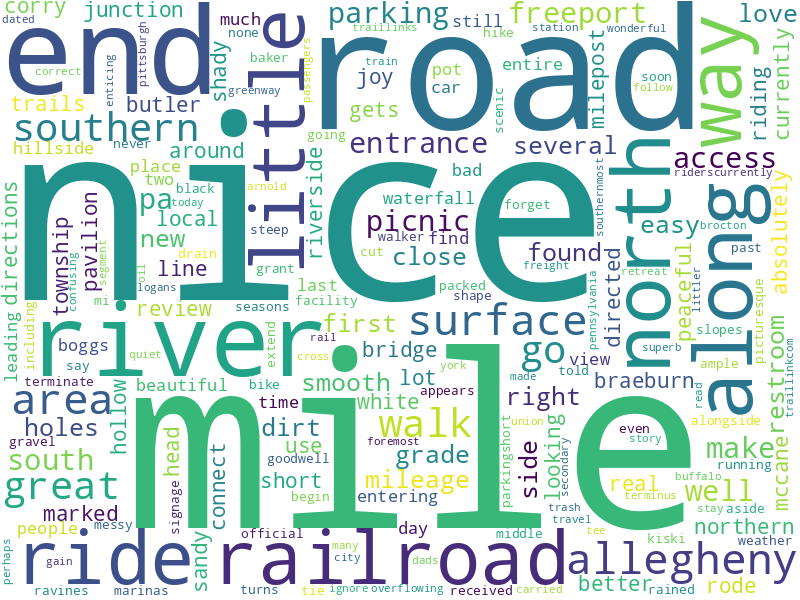 corry
junction
parking
freeport
love
dated
pittsburgh
enticing
none
baker
much
little
traillinks
passengers
still
hike
station
wonderful
end
road
way
riding
currently
correct
greenway
shady
joy
train
pot
car
entire
scenic
milepost
soon
follow
trails
butler
gets
southern
never
going
entrance
several
access
hillside
around
riverside
bad
riderscurrently
place
two
black
waterfall
forget
southernmost
north
along
brocton
absolutely
arnold
today
pa
local
picnic
easy
past
directions
township
confusing
pavilion
segment
new
steep
walker
find
nice
found
directed
peaceful
drain
cut
line
grant
close
freight
retreat
littler
oil
logans
last
packed
pennsylvania
slopes
picturesque
mi
seasons
facility
shape
including
review
first
surface
superb
leading
river
extend
rail
boggs
bridge
go
view
ample
traillinkcom
say
quiet
cross
york
made
told
read
terminate
hollow
beautiful
bike
smooth
lot
appears
right
braeburn
restroom
area
time
white
mile
alongside
gravel
holes
dirt
walk
union
even
story
make
mccane
south
head
use
foremost
side
looking
secondary
running
goodwell
grade
parkingshort
real
buffalo
great
signage
connect
short
mileage
terminus
well
marked
begin
entering
trash
stay
aside
people
messy
official
day
middle
travel
tee
northern
perhaps
ride
sandy
railroad
many
city
kiski
weather
gain
dads
allegheny
ravines
marinas
turns
tie
ignore
overflowing
received
carried
better
rained
rode